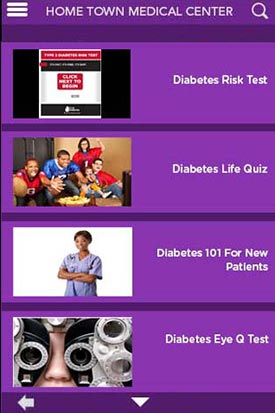 HOME TOWN MEDICAL CENTER
TYPE 2 DIABETES RISK TEST
CLICK
NEXT TO
BEGIN
Diabetes Risk Test
Diabetes Life Quiz
Diabetes 101 For New
Patients
Diabetes Eye Q Test